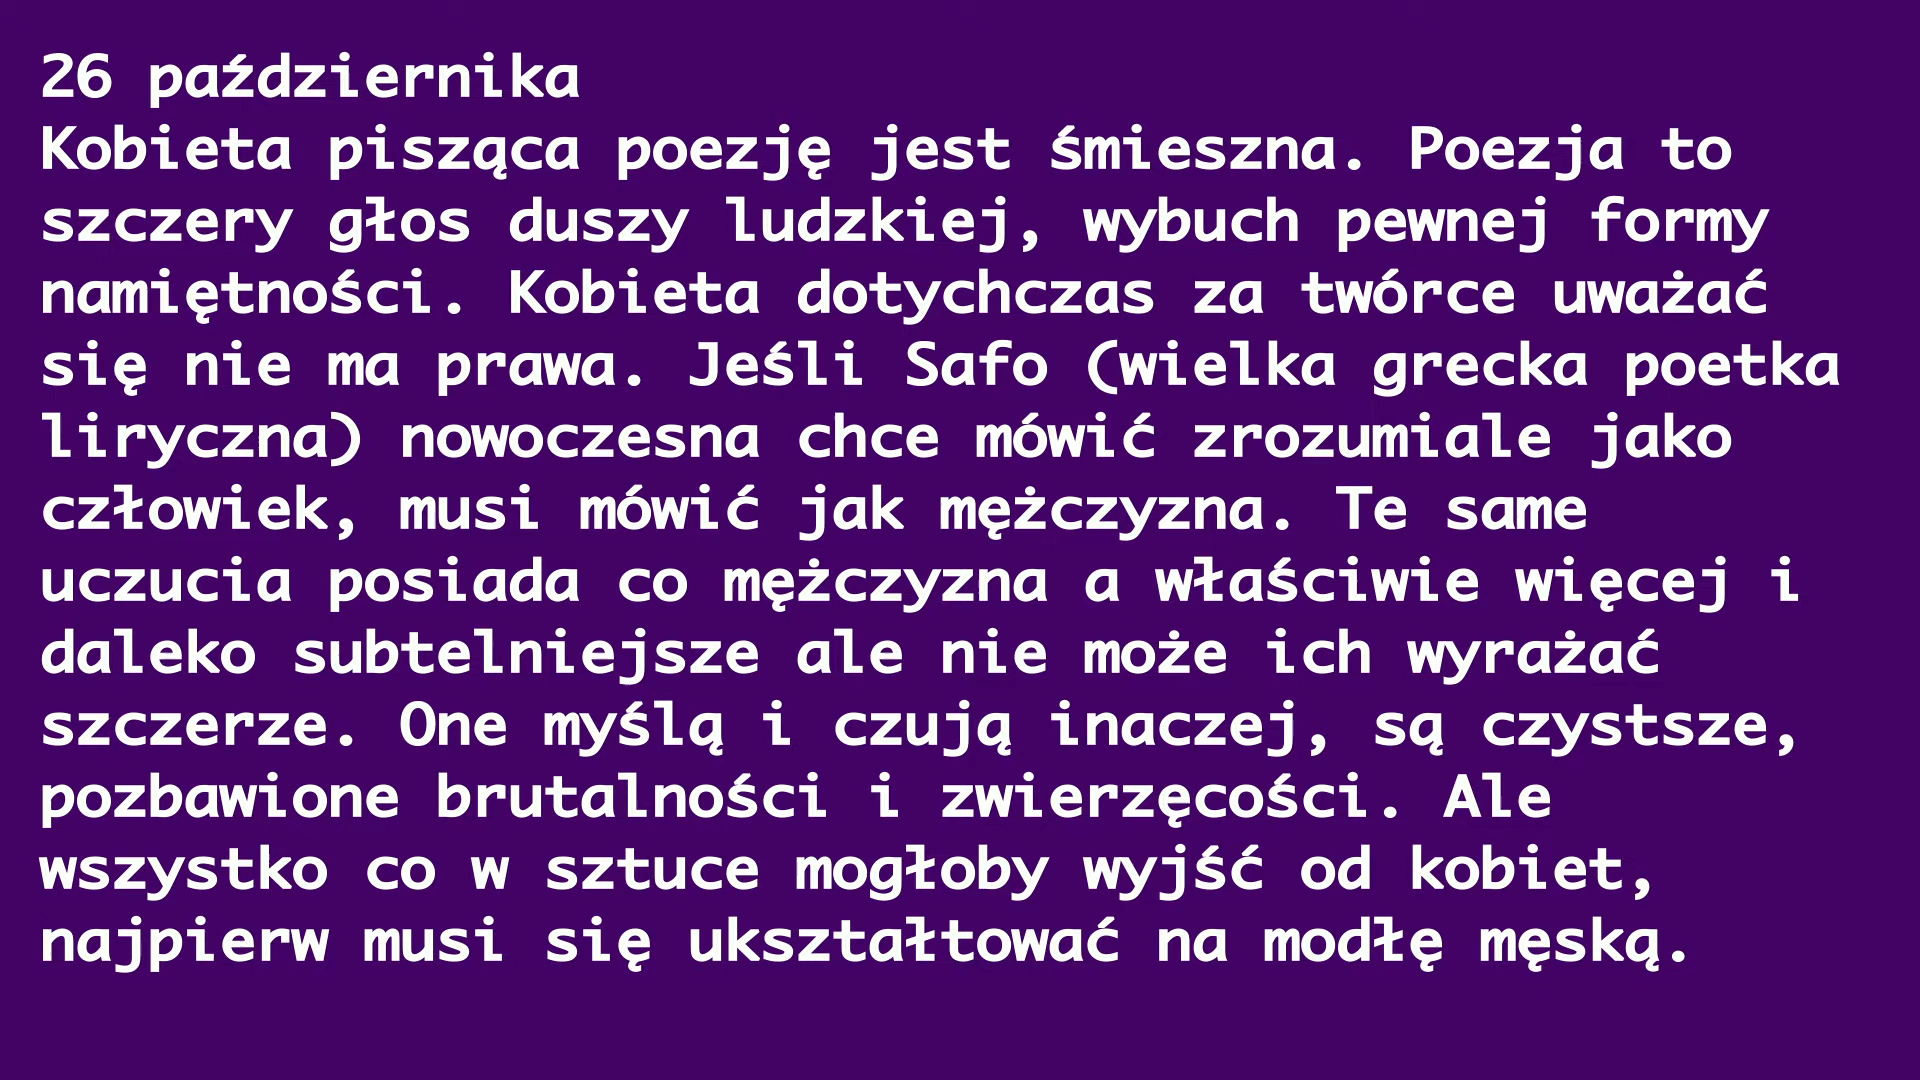 26 października
Kobieta pisząca poezję jest śmieszna. Poezja to
szczery głos duszy ludzkiej, wybuch pewnej formy
namiętności. Kobieta dotychczas za twórce uważać
się nie ma prawa. Jeśli Safo (wielka grecka poetka
liryczna) nowoczesna chce mówić zrozumiale jako
człowiek, musi mówić jak mężczyzna. Te same
uczucia posiada co mężczyzna a właściwie więcej i
daleko subtelniejsze ale nie może ich wyrażać
szczerze. One myślą i czują inaczej, są czystsze,
pozbawione brutalności i zwierzęcości. Ale
wszystko co w sztuce mogłoby wyjść od kobiet,
najpierw musi się ukształtować na modłę męską.